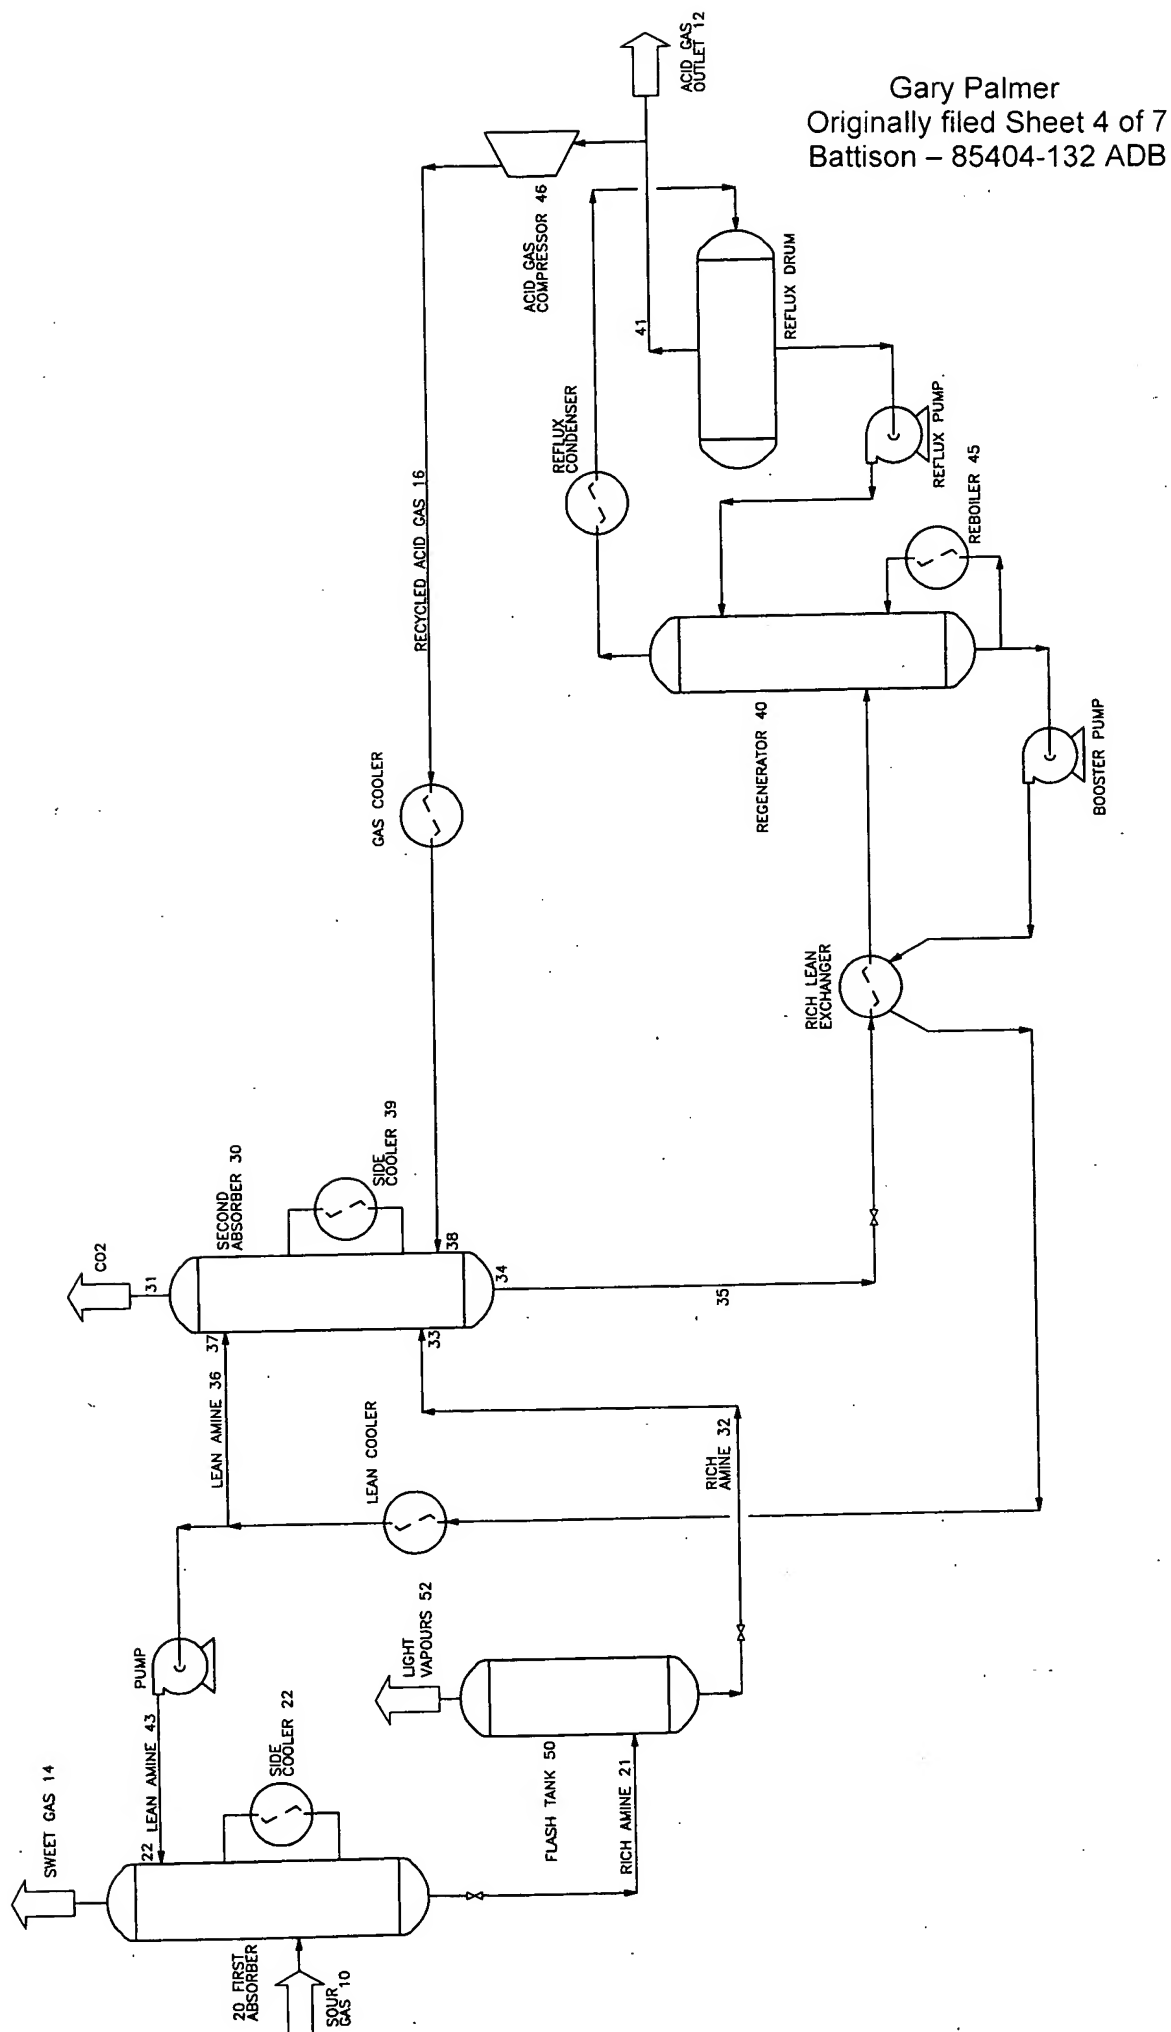 Gary Palmer
Originally filed Sheet 4 of 7
Battison – 85404-132 ADB
SWEET GAS 14
22
LEAN AMINE 43
PUMP
SIDE
COOLER 22
20 FIRST
ABSORBER
SOUR
GAS 10
LIGHT
VAPOURS 52
FLASH TANK 50
RICH AMINE 21
RICH
AMINE 32
LEAN COOLER
LEAN AMINE 36
37
CO2
31
SECOND
ABSORBER 30
SIDE
COOLER 39
33
38
34
35
GAS COOLER
RECYCLED ACID GAS 16
ACID GAS
COMPRESSOR 46
ACID GAS
OUTLET 12
41
REFLUX
CONDENSER
REFLUX DRUM
REFLUX PUMP
REBOILER 45
REGENERATOR 40
BOOSTER PUMP
RICH LEAN
EXCHANGER